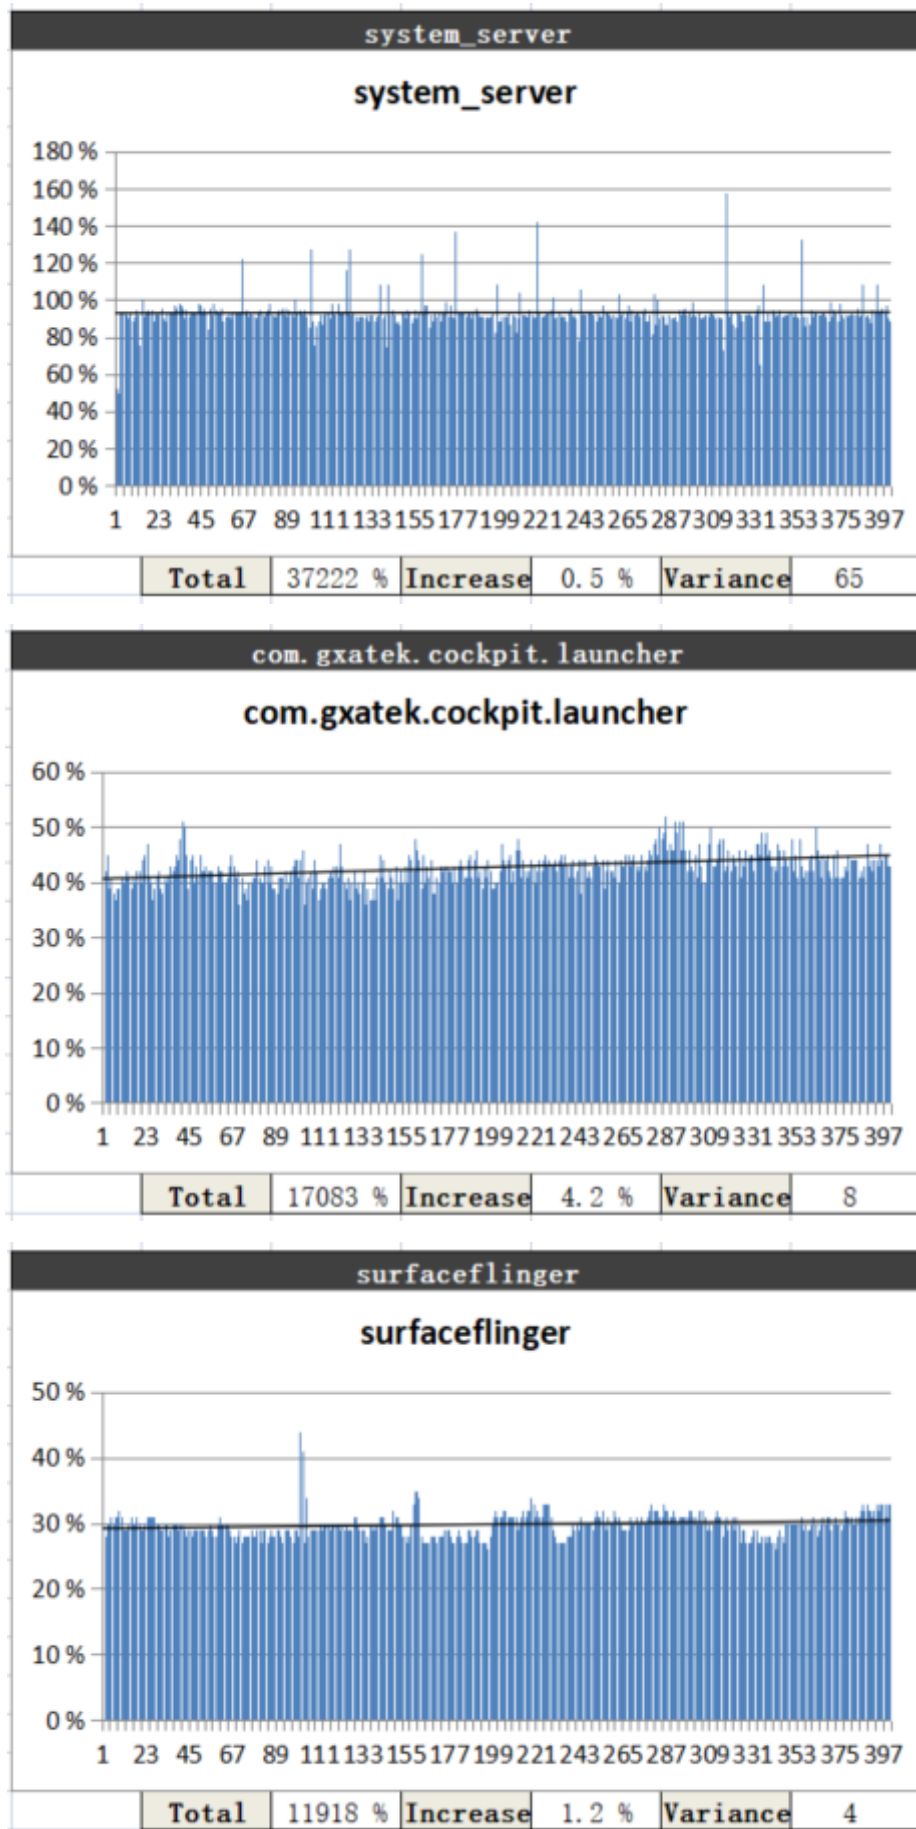 system_server
system_server
180 %
160 %
140 %
120 %
100 %
80 %
60 %
40 %
20 %
0 %
1 23 45 67 89 111 133 155 177 199 221 243 265 287 309 331 353 375 397
Total 37222 % Increase 0.5 % Variance 65
com.gxatek.cockpit.launcher
com.gxatek.cockpit.launcher
60 %
50 %
40 %
30 %
20 %
10 %
0 %
1 23 45 67 89 111 133 155 177 199 221 243 265 287 309 331 353 375 397
Total 17083 % Increase 4.2 % Variance 8
surfaceflinger
surfaceflinger
50 %
40 %
30 %
20 %
10 %
0 %
1 23 45 67 89 111 133 155 177 199 221 243 265 287 309 331 353 375 397
Total 11918 % Increase 1.2 % Variance 4